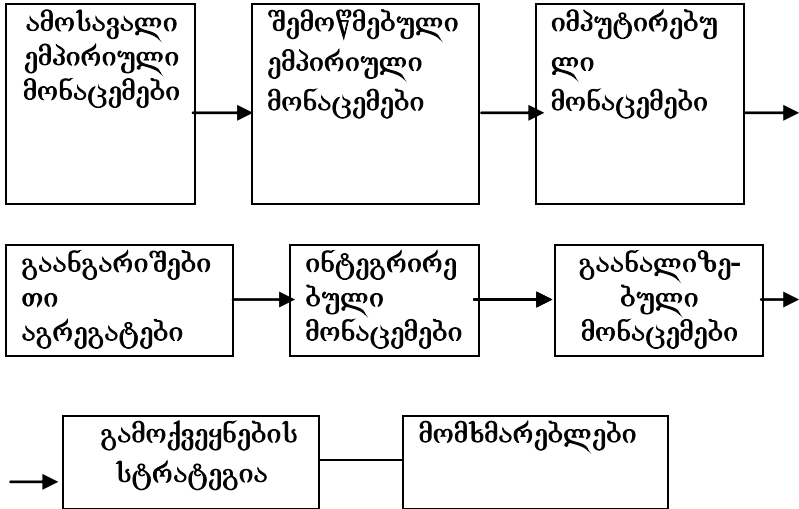 ამოსავალი
ემპირიული
მონაცემები
შემოწმებული
ემპირიული
მონაცემები
იმპუტირებუ
ლი
მონაცემები
გაანგარიშები
თი
აგრეგატები
ინტეგრირე
ბული
მონაცემები
გაანალიზე-
ბული
მონაცემები
გამოქვეყნების
სტრატეგია
მომხმარებლები